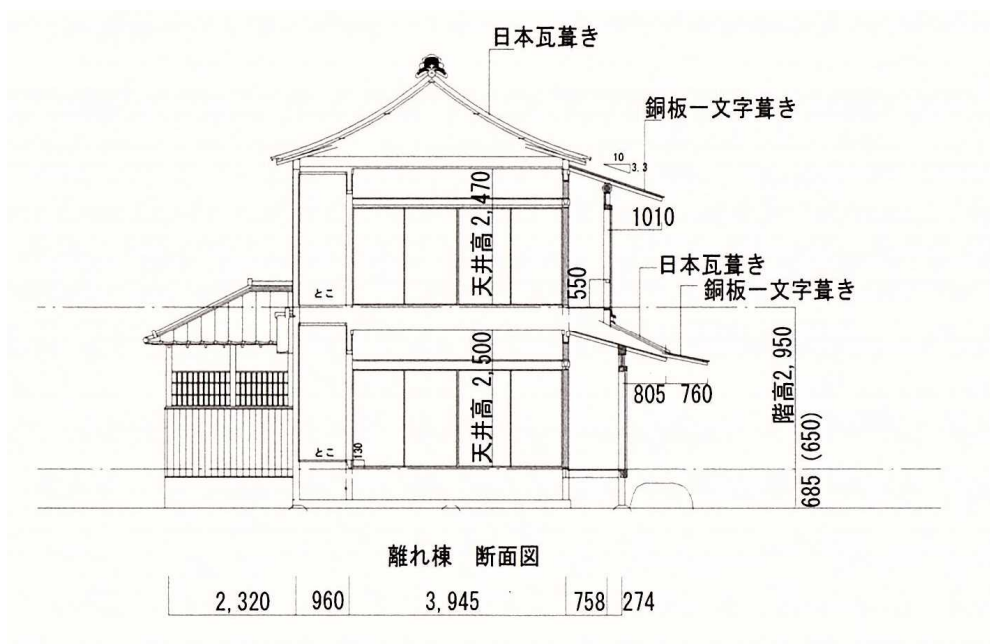 日本瓦葺き
銅板一文字葺き
10
3.3
天井高2,470
1010
550
とこ
日本瓦葺き
銅板一文字葺き
天井高2,500
805
760
階高2,950
とこ
130
685 (650)
離れ棟 断面図
2,320
960
3,945
758
274